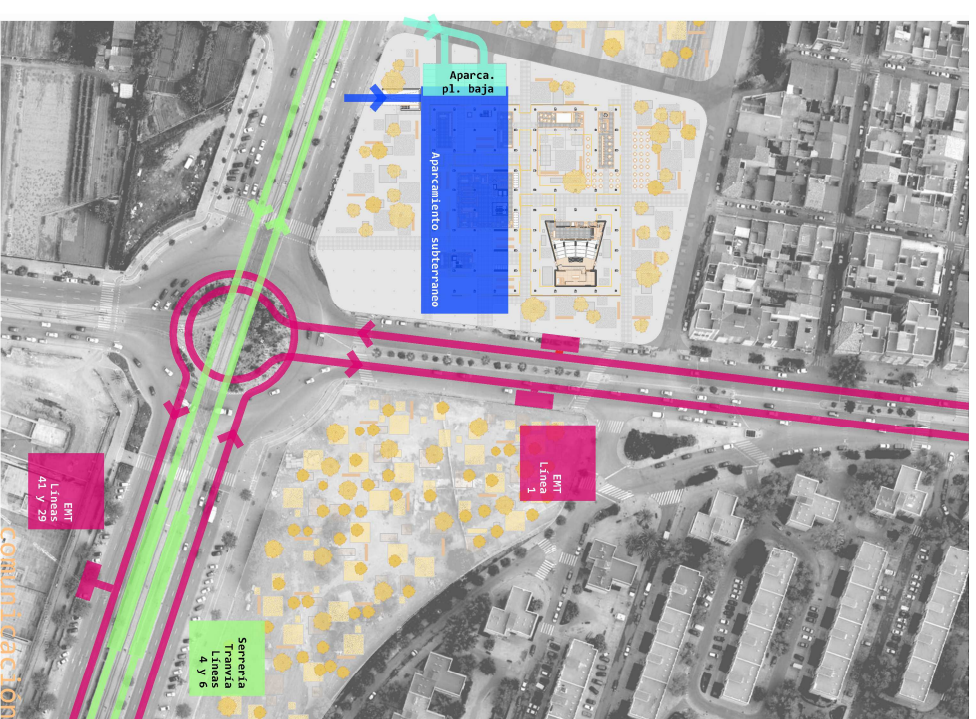 Aparca.
pl. baja
Aparcamiento subterraneo
EMT
Línea
1
EMT
Líneas
41 y 29
Serrería
Tranvía
Líneas
4 y 6
Comunicación